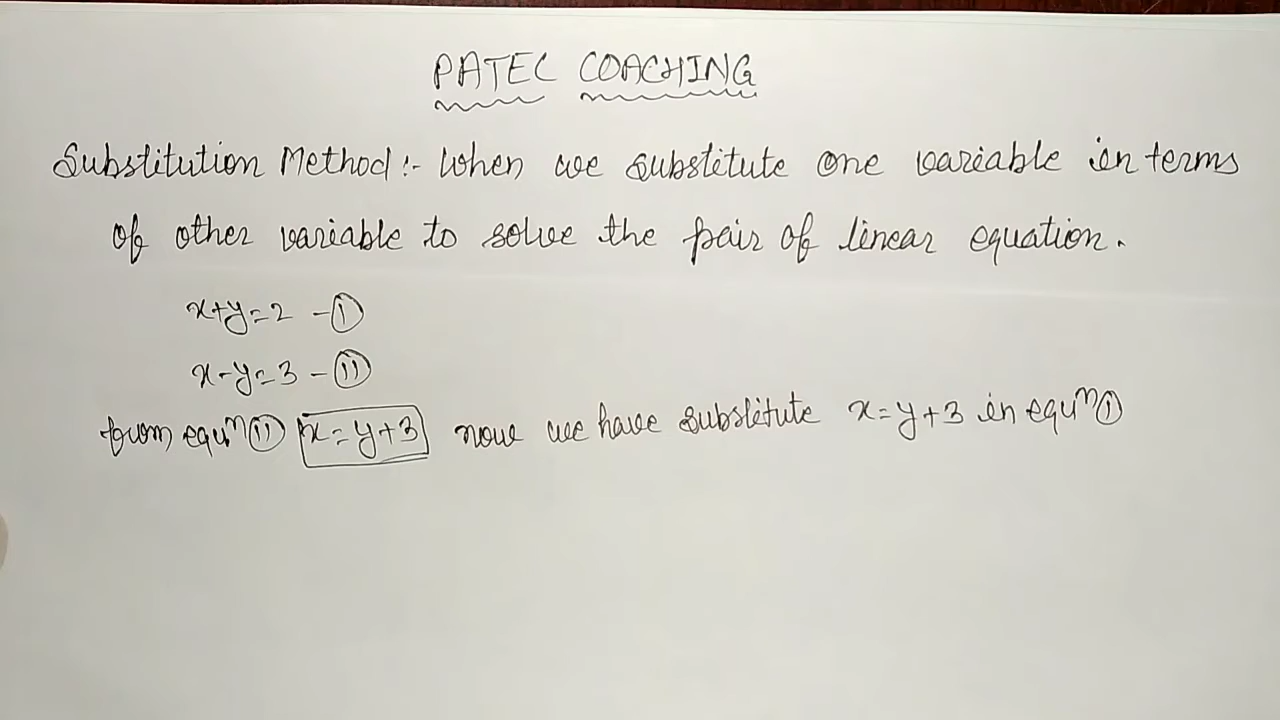 PATEL COACHING
Substitution Method :- When we substitute one variable in terms
of other variable to solve the pair of linear equation.
x+y=2 -(I)
x-y=3 -(II)
from equⁿ(II) x=y+3 now we have substitute x=y+3 in equⁿ(I)